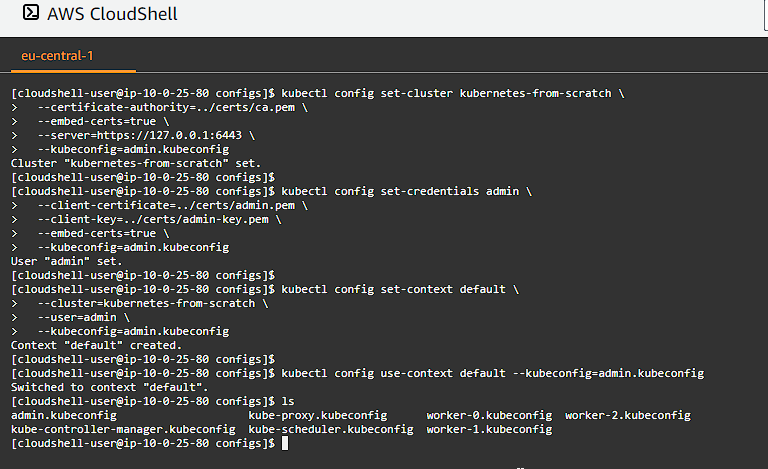 AWS CloudShell
eu-central-1
[cloudshell-user@ip-10-0-25-80 configs]$ kubectl config set-cluster kubernetes-from-scratch \
>   --certificate-authority=../certs/ca.pem \
>   --embed-certs=true \
>   --server=https://127.0.0.1:6443 \
>   --kubeconfig=admin.kubeconfig
Cluster "kubernetes-from-scratch" set.
[cloudshell-user@ip-10-0-25-80 configs]$
[cloudshell-user@ip-10-0-25-80 configs]$ kubectl config set-credentials admin \
>   --client-certificate=../certs/admin.pem \
>   --client-key=../certs/admin-key.pem \
>   --embed-certs=true \
>   --kubeconfig=admin.kubeconfig
User "admin" set.
[cloudshell-user@ip-10-0-25-80 configs]$
[cloudshell-user@ip-10-0-25-80 configs]$ kubectl config set-context default \
>   --cluster=kubernetes-from-scratch \
>   --user=admin \
>   --kubeconfig=admin.kubeconfig
Context "default" created.
[cloudshell-user@ip-10-0-25-80 configs]$
[cloudshell-user@ip-10-0-25-80 configs]$ kubectl config use-context default --kubeconfig=admin.kubeconfig
Switched to context "default".
[cloudshell-user@ip-10-0-25-80 configs]$ ls
admin.kubeconfig                    kube-proxy.kubeconfig      worker-0.kubeconfig  worker-2.kubeconfig
kube-controller-manager.kubeconfig  kube-scheduler.kubeconfig  worker-1.kubeconfig
[cloudshell-user@ip-10-0-25-80 configs]$